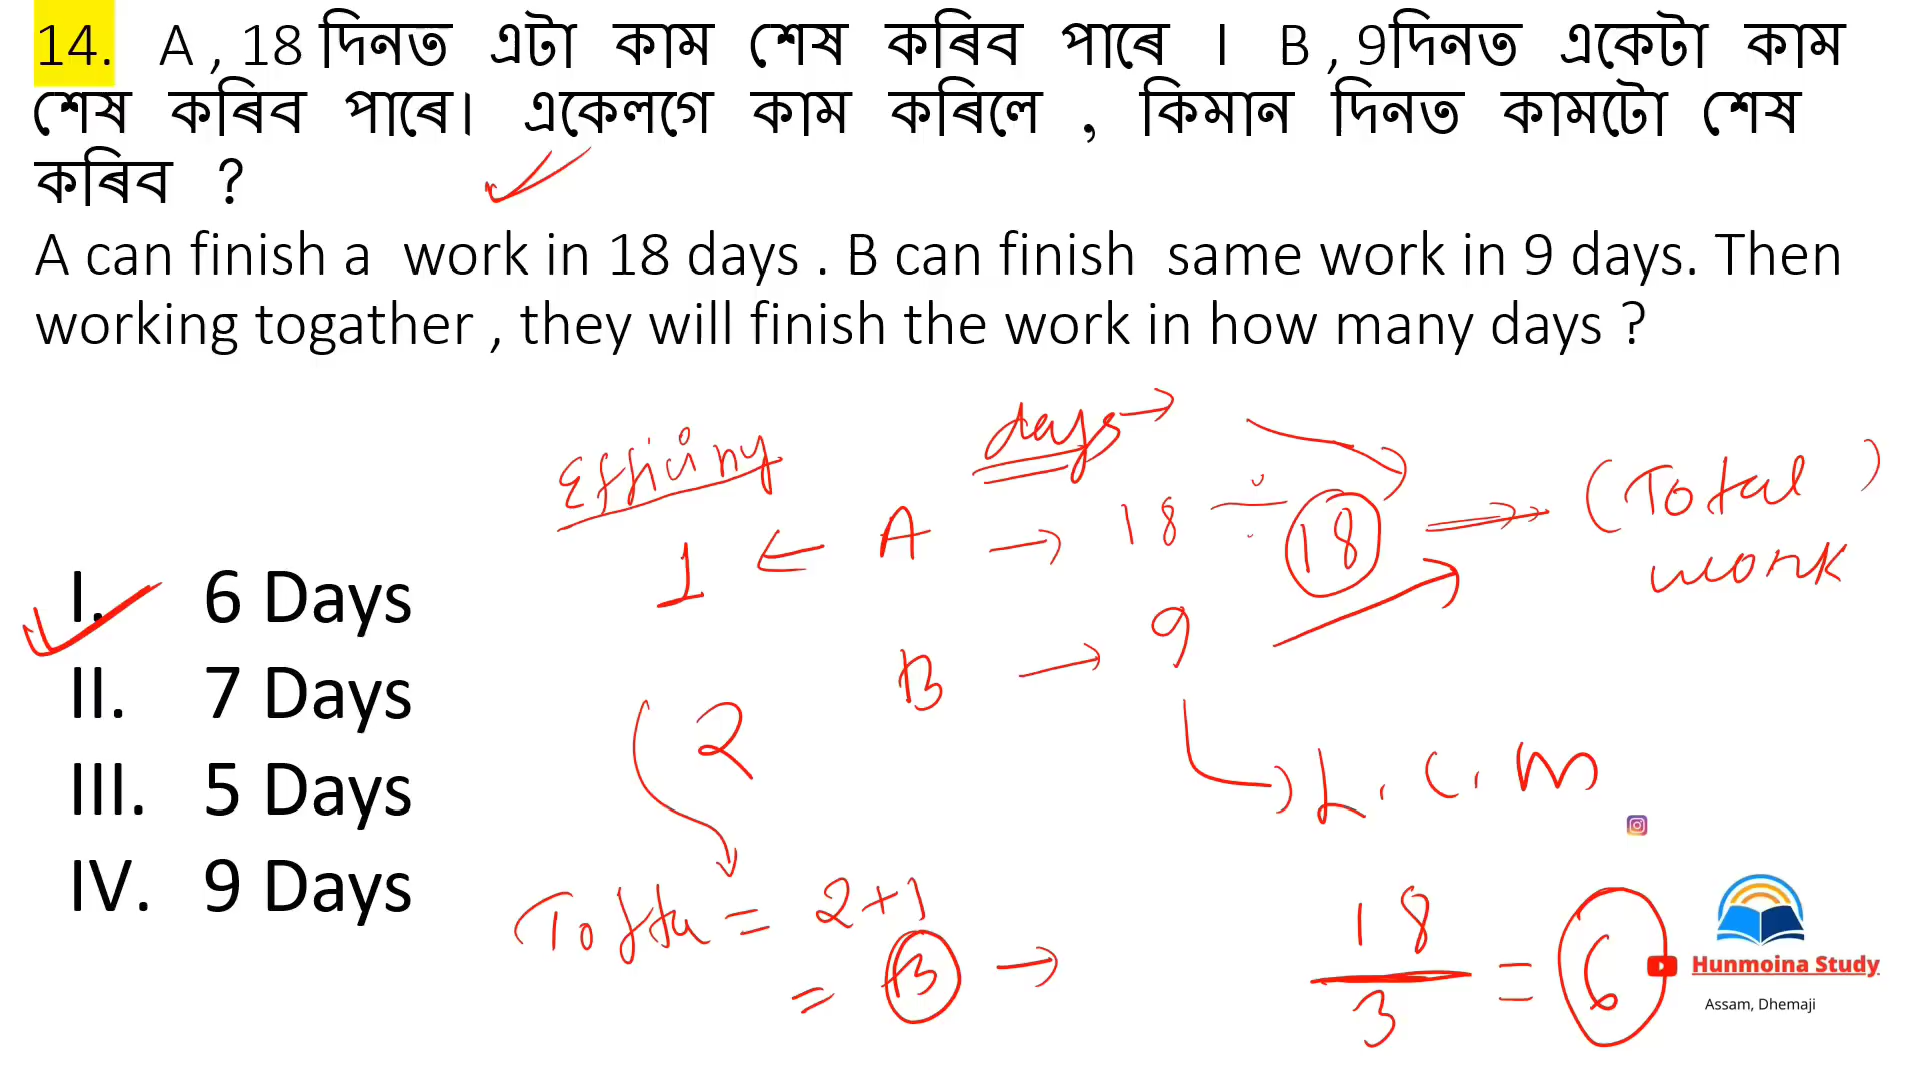 14. A , 18 দিনত এটা কাম শেষ কৰিব পাৰে । B , 9দিনত একেটা কাম
শেষ কৰিব পাৰে। একেলগে কাম কৰিলে , কিমান দিনত কামটো শেষ
কৰিব ?
A can finish a work in 18 days . B can finish same work in 9 days. Then
working togather , they will finish the work in how many days ?
days →
1 ← A → 18 ÷ 18 → (Total
work)
I. 6 Days
B → 9
II. 7 Days
2
L.C.M
III. 5 Days
IV. 9 Days
= 2+1
= 3 →
18
3
= 6
Hunmoina Study
Assam, Dhemaji